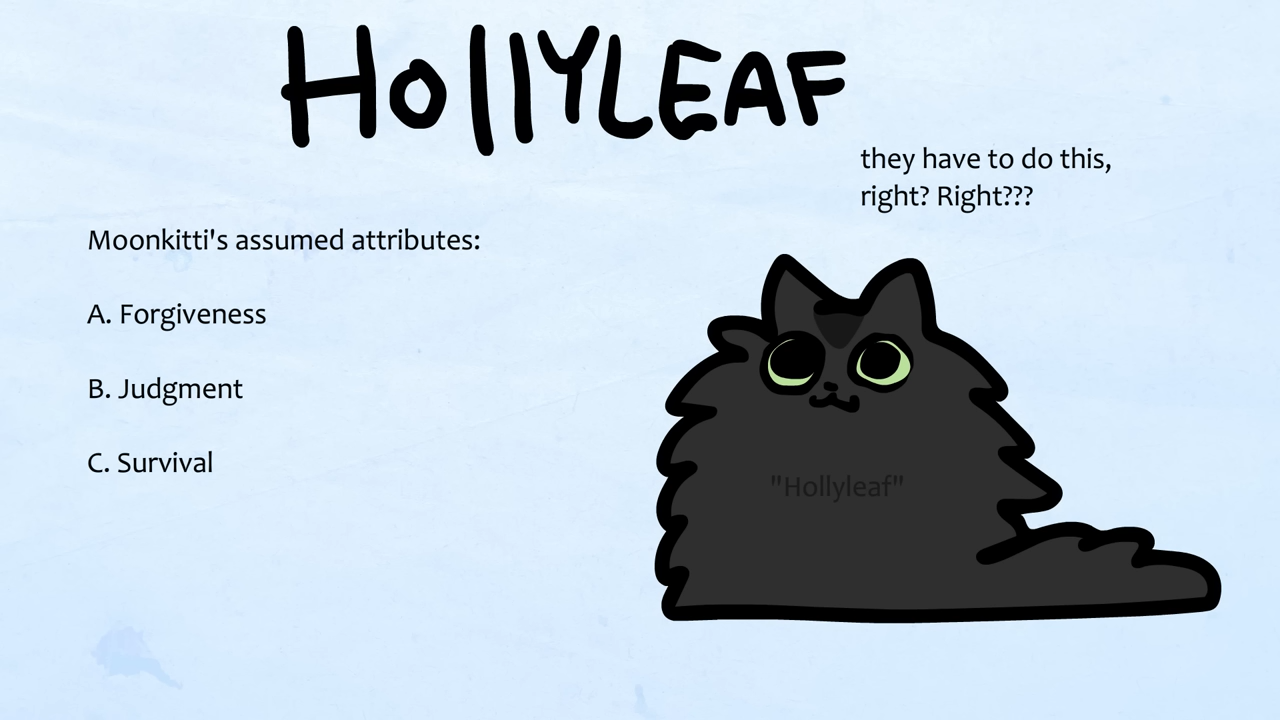 HollYLEAF
they have to do this,
right? Right???
Moonkitti's assumed attributes:
A. Forgiveness
B. Judgment
C. Survival
"Hollyleaf"